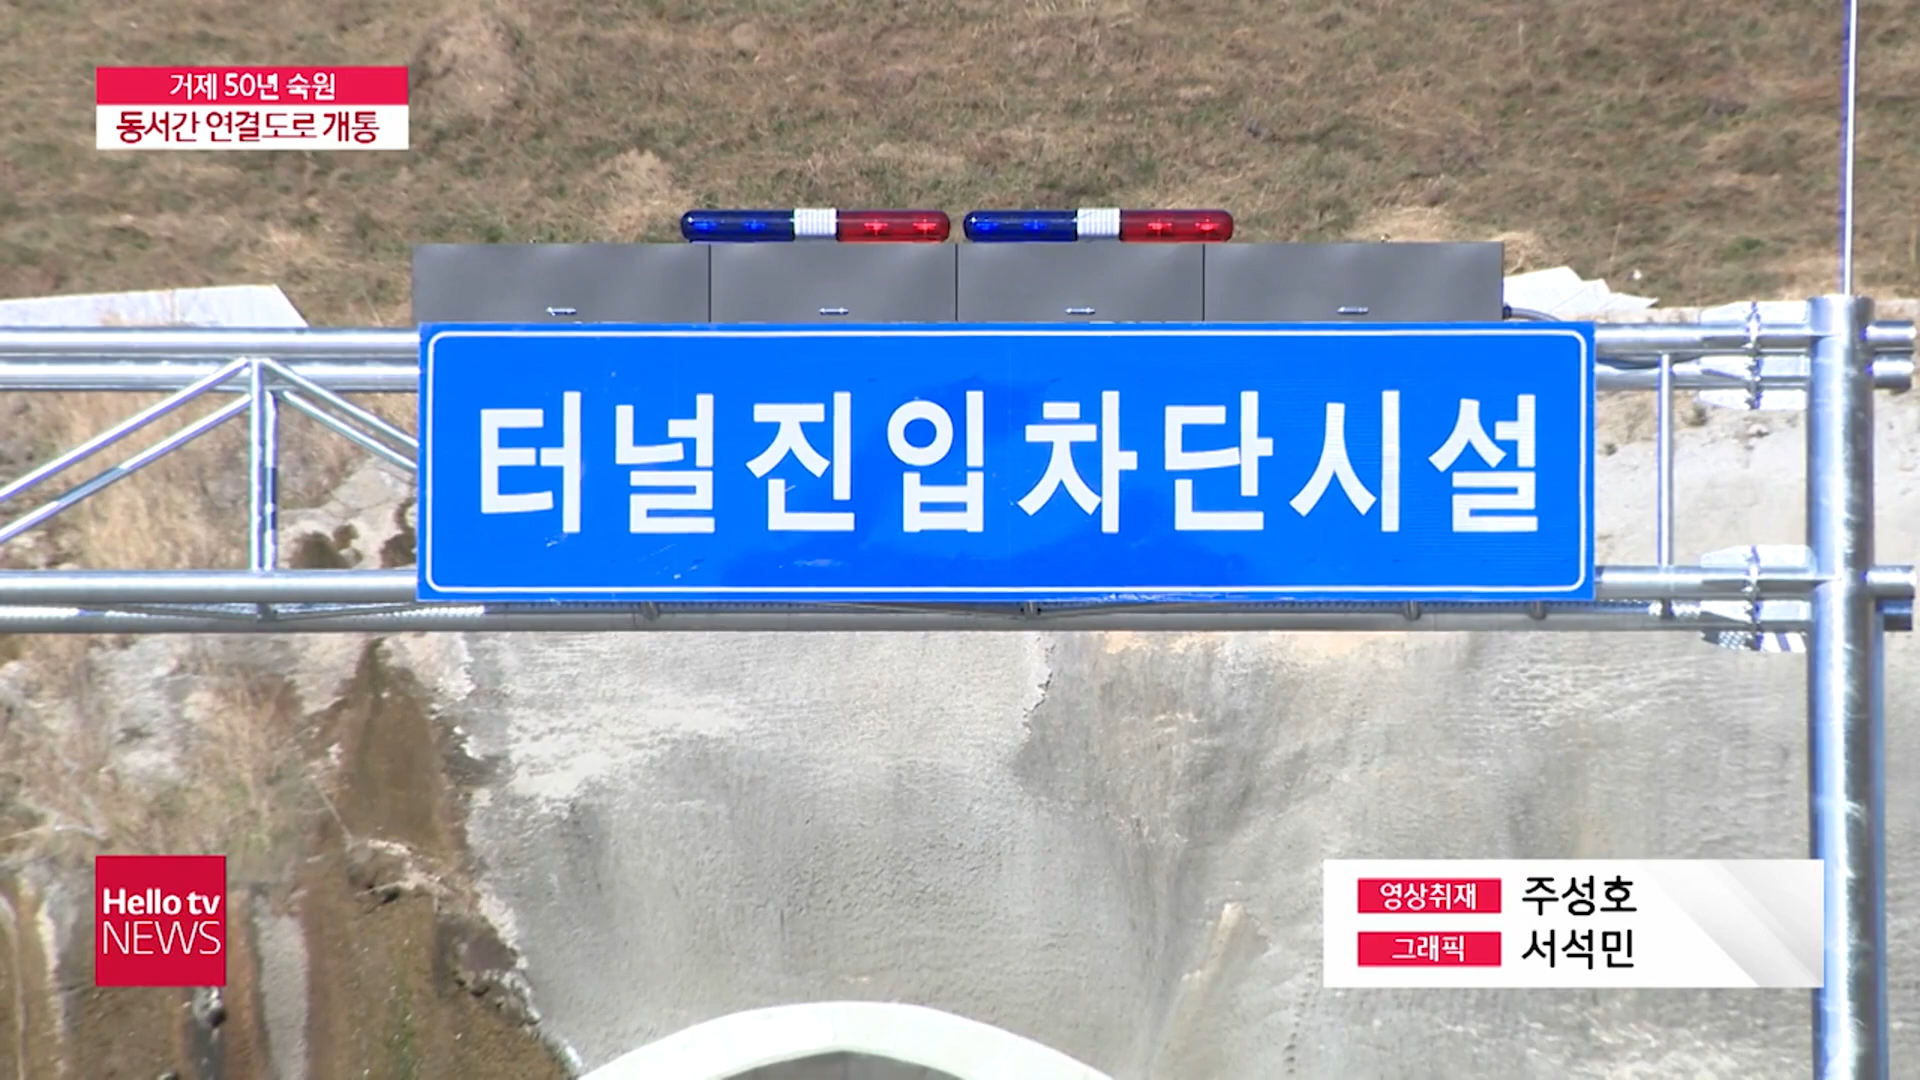 거제 50년 숙원
동서간 연결도로 개통
터널진입차단시설
Hello tv
NEWS
영상취재 주성호
그래픽 서석민